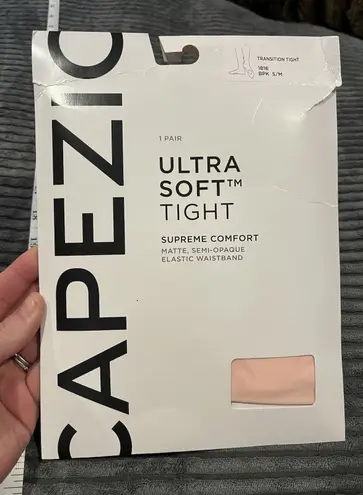 CAPEZIO
TRANSITION TIGHT
1816
BPK S/M
1 PAIR
ULTRA
SOFT™
TIGHT
SUPREME COMFORT
MATTE, SEMI-OPAQUE
ELASTIC WAISTBAND